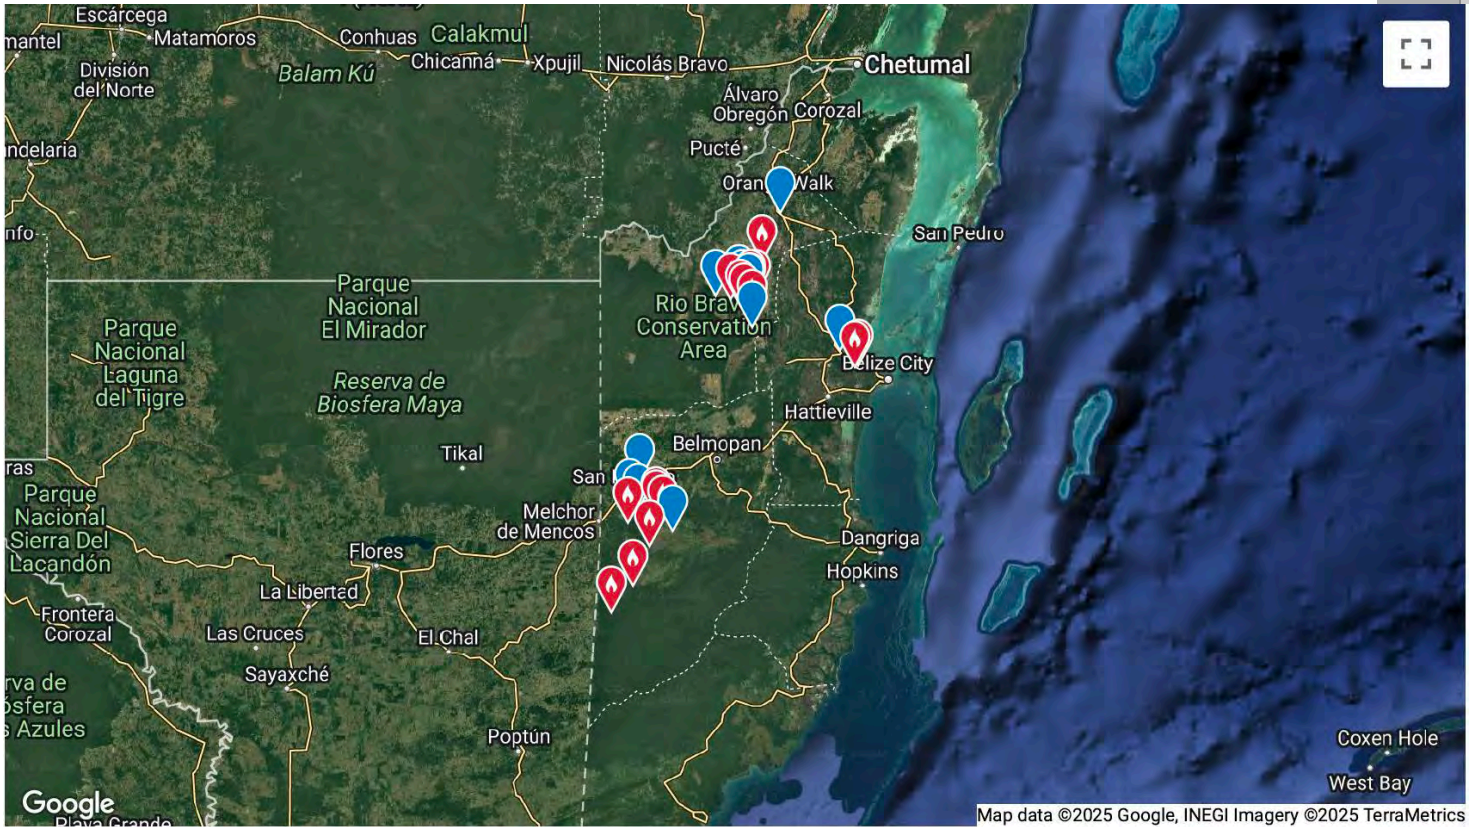 Escárcega
Matamoros
Conhuas
Calakmul
División
del Norte
Balam Kú
Chicanná
Xpujil
Nicolás Bravo
Chetumal
Álvaro
Obregón
Corozal
Pucté
Walk
San Pedro
Parque
Nacional
El Mirador
Parque
Nacional
Laguna
del Tigre
Conservation
Area
Reserva de
Biosfera Maya
Belize City
Hattieville
Tikal
Belmopan
San
Parque
Nacional
Sierra Del
Lacandón
Melchor
de Mencos
Flores
Dangriga
Hopkins
La Libertad
Frontera
Corozal
Las Cruces
El Chal
Sayaxché
Azules
Poptún
Coxen Hole
West Bay
Google
Playa Grande
Map data ©2025 Google, INEGI Imagery ©2025 TerraMetrics